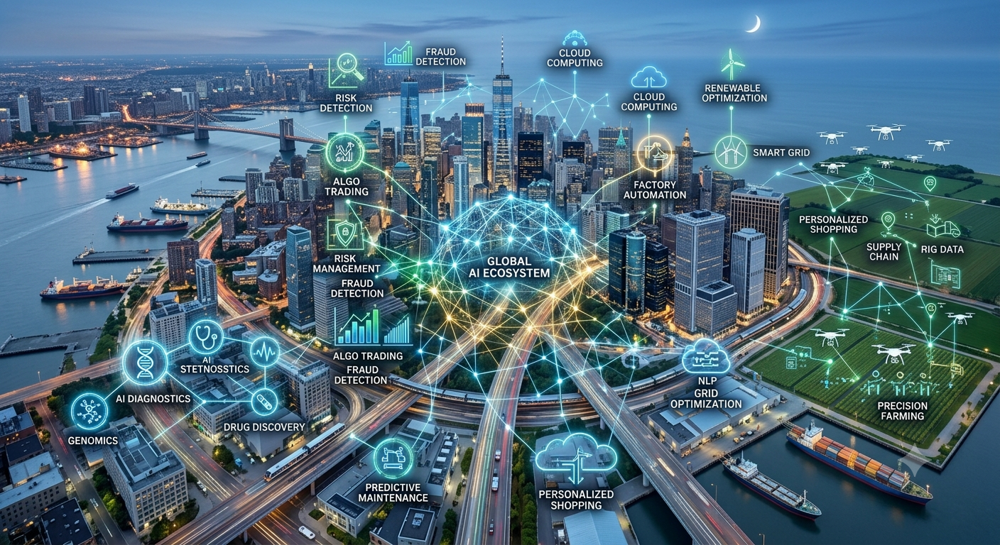 FRAUD
DETECTION
CLOUD
COMPUTING
RISK
DETECTION
CLOUD
COMPUTING
RENEWABLE
OPTIMIZATION
SMART GRID
ALGO
TRADING
FACTORY
AUTOMATION
PERSONALIZED
SHOPPING
SUPPLY
CHAIN
RIG DATA
GLOBAL
AI ECOSYSTEM
RISK
MANAGEMENT
FRAUD
DETECTION
ALGO TRADING
FRAUD
DETECTION
AI
STETNOSSTICS
AI DIAGNOSTICS
DRUG DISCOVERY
GENOMICS
NLP
GRID
OPTIMIZATION
PRECISION
FARMING
PREDICTIVE
MAINTENANCE
PERSONALIZED
SHOPPING